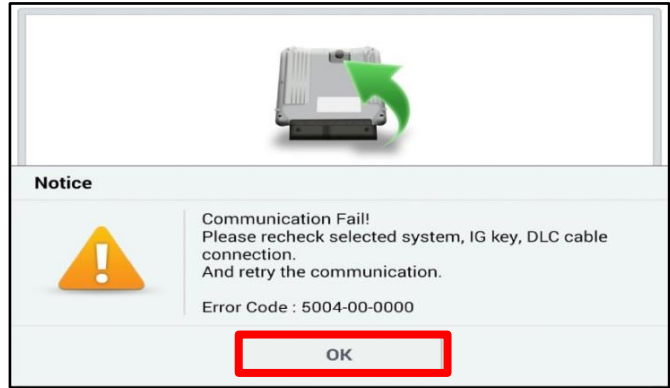 Notice
Communication Fail!
Please recheck selected system, IG key, DLC cable
connection.
And retry the communication.
Error Code : 5004-00-0000
OK